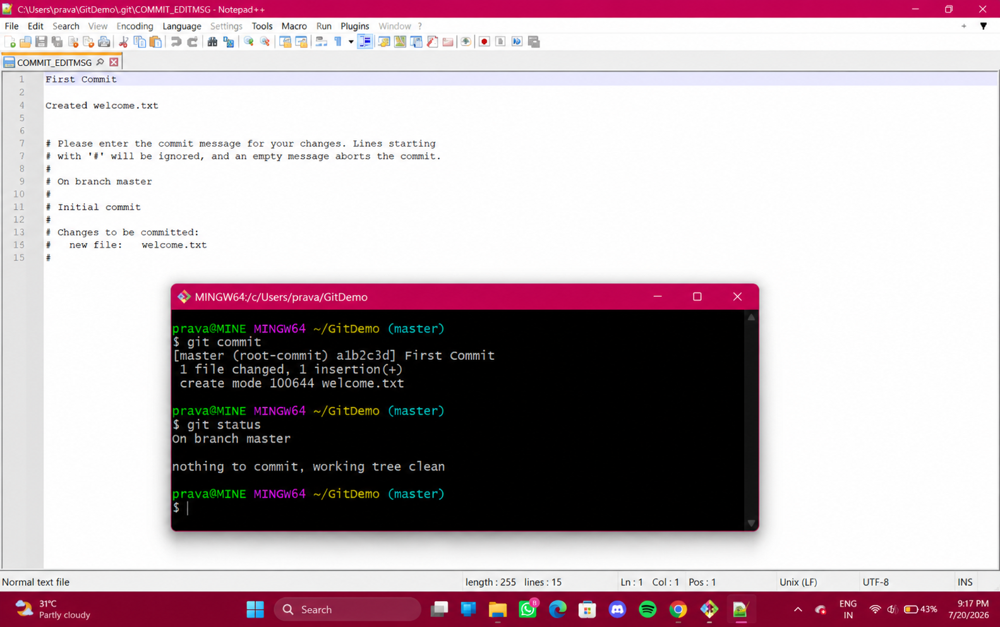 C:\Users\prava\GitDemo\.git\COMMIT_EDITMSG - Notepad++
File Edit Search View Encoding Language Settings Tools Macro Run Plugins Window ?
COMMIT_EDITMSG
1 First Commit
2
4 Created welcome.txt
5
6
7 # Please enter the commit message for your changes. Lines starting
7 # with '#' will be ignored, and an empty message aborts the commit.
8 #
9 # On branch master
10 #
11 # Initial commit
12 #
13 # Changes to be committed:
15 #   new file:   welcome.txt
15 #
MINGW64:/c/Users/prava/GitDemo
prava@MINE MINGW64 ~/GitDemo (master)
$ git commit
[master (root-commit) a1b2c3d] First Commit
1 file changed, 1 insertion(+)
create mode 100644 welcome.txt
prava@MINE MINGW64 ~/GitDemo (master)
$ git status
On branch master
nothing to commit, working tree clean
prava@MINE MINGW64 ~/GitDemo (master)
$
Normal text file length : 255 lines : 15 Ln : 1 Col : 1 Pos : 1 Unix (LF) UTF-8 INS
31°C
Partly cloudy
Search
8
ENG
IN
43%
9:17 PM
7/20/2026